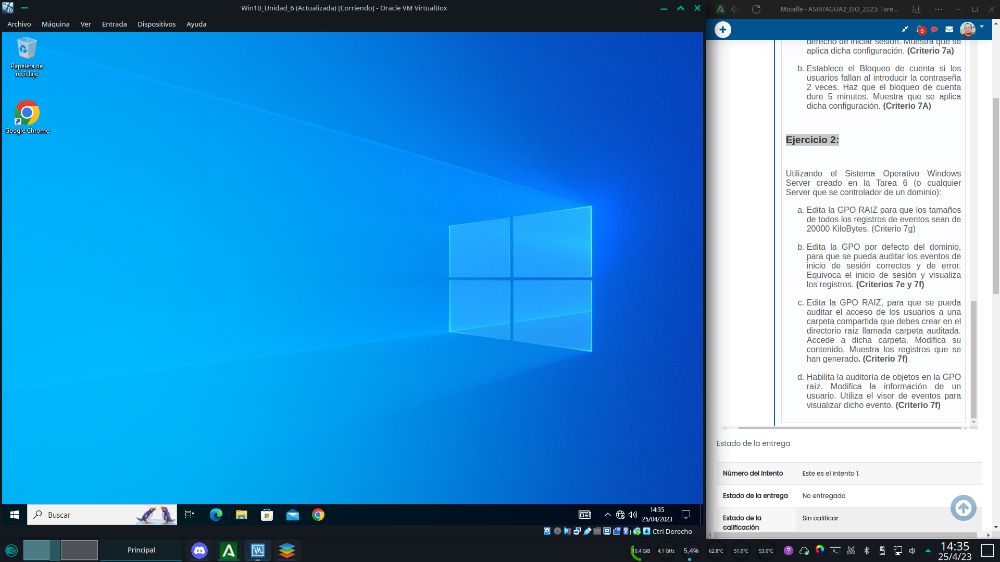 Win10_Unidad_6 (Actualizada) [Corriendo] - Oracle VM VirtualBox
Archivo Máquina Ver Entrada Dispositivos Ayuda
Papelera de
reciclaje
Google Chrome
Buscar
14:35
25/04/2023
Ctrl Derecho
Moodle - ASIR/AGUA2_ISO_2223: Tare...
6
derecho de iniciar sesión. Muestra que se
aplica dicha configuración. (Criterio 7a)
b. Establece el Bloqueo de cuenta si los
usuarios fallan al introducir la contraseña
2 veces. Haz que el bloqueo de cuenta
dure 5 minutos. Muestra que se aplica
dicha configuración. (Criterio 7A)
Ejercicio 2:
Utilizando el Sistema Operativo Windows
Server creado en la Tarea 6 (o cualquier
Server que se controlador de un dominio):
a. Edita la GPO RAIZ para que los tamaños
de todos los registros de eventos sean de
20000 KiloBytes. (Criterio 7g)
b. Edita la GPO por defecto del dominio,
para que se pueda auditar los eventos de
inicio de sesión correctos y de error.
Equivoca el inicio de sesión y visualiza
los registros. (Criterios 7e y 7f)
c. Edita la GPO RAIZ, para que se pueda
auditar el acceso de los usuarios a una
carpeta compartida que debes crear en el
directorio raíz llamada carpeta auditada.
Accede a dicha carpeta. Modifica su
contenido. Muestra los registros que se
han generado. (Criterio 7f)
d. Habilita la auditoría de objetos en la GPO
raíz. Modifica la información de un
usuario. Utiliza el visor de eventos para
visualizar dicho evento. (Criterio 7f)
Estado de la entrega
Número del intento Este es el intento 1.
Estado de la entrega No entregado
Estado de la
calificación
Sin calificar
Principal
10,4 GiB 4,1 GHz 5,4% 62,8°C 51,0°C 53,0°C
14:35
25/4/23